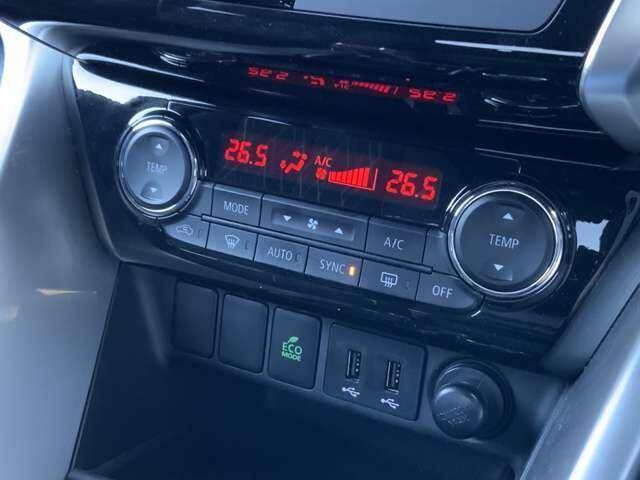 26.5 A/C 26.5
TEMP
MODE
A/C
TEMP
AUTO
SYNC
OFF
ECO
MODE